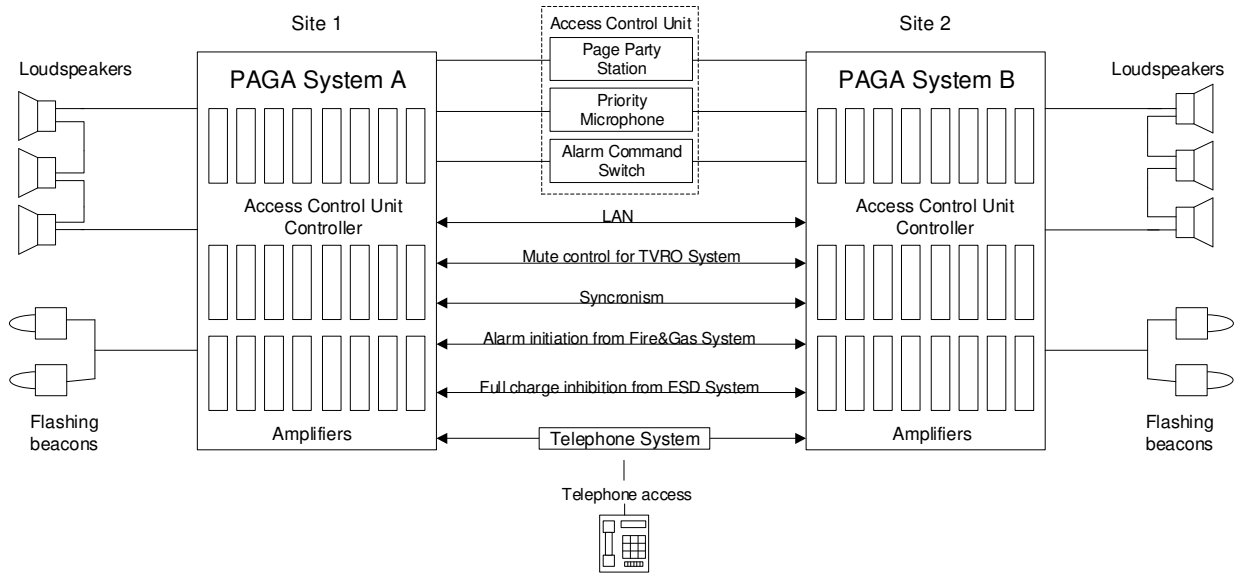 Site 1
Access Control Unit
Site 2
Loudspeakers
PAGA System A
Page Party
Station
Priority
Microphone
Alarm Command
Switch
PAGA System B
Loudspeakers
Access Control Unit
Controller
LAN
Mute control for TVRO System
Syncronism
Alarm initiation from Fire&Gas System
Full charge inhibition from ESD System
Telephone System
Telephone access
Access Control Unit
Controller
Flashing
beacons
Amplifiers
Amplifiers
Flashing
beacons